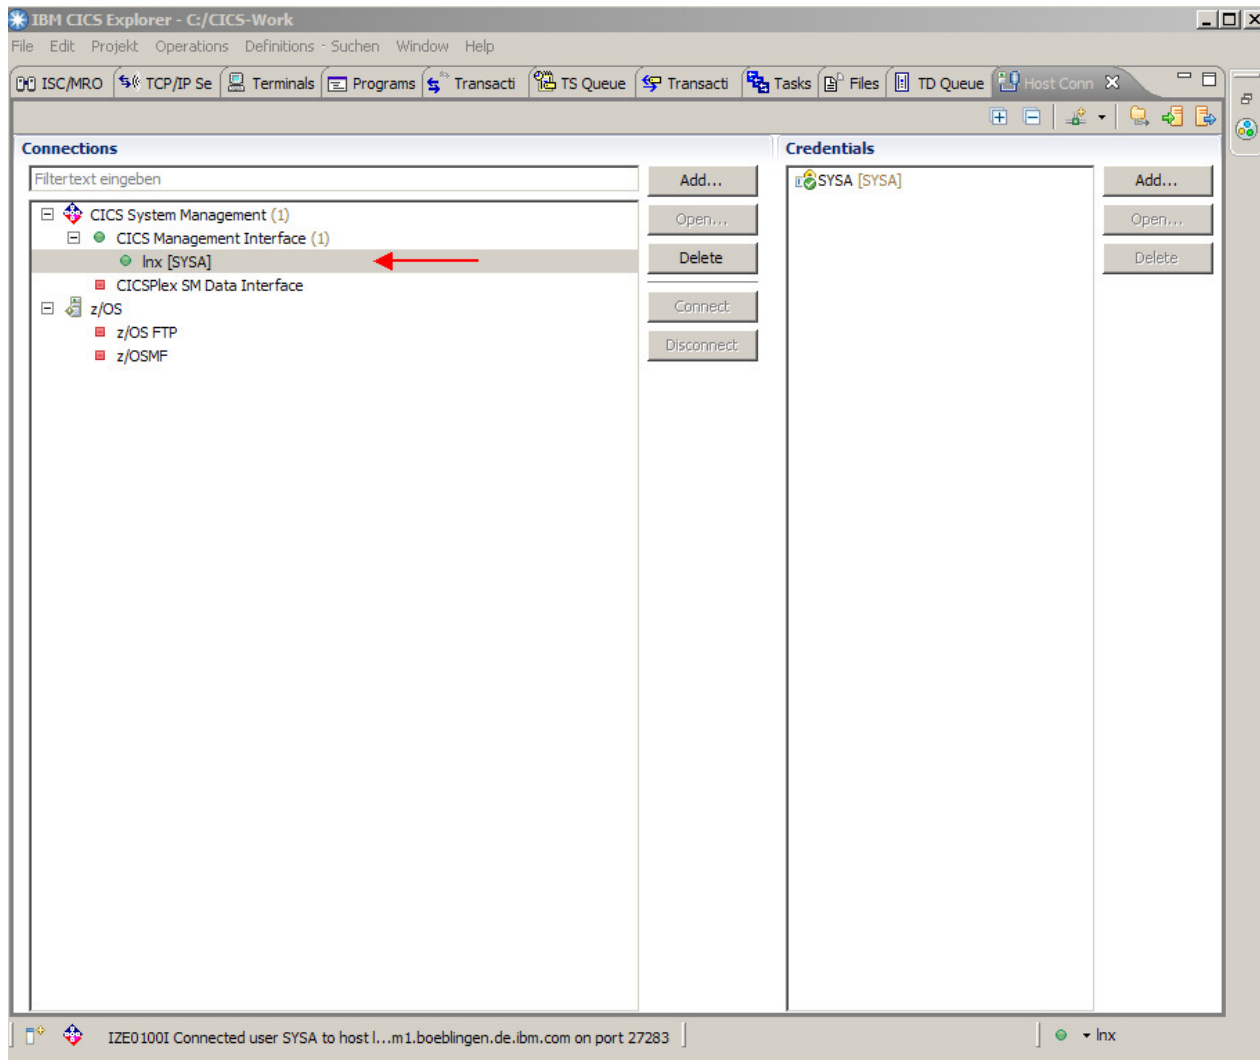 IBM CICS Explorer - C:/CICS-Work
File Edit Projekt Operations Definitions Suchen Window Help
ISC/MRO TCP/IP Se Terminals Programs Transacti TS Queue Transacti Tasks Files TD Queue Host Conn
Connections
Filtertext eingeben
CICS System Management (1)
CICS Management Interface (1)
lnx [SYSA]
CICSPlex SM Data Interface
z/OS
z/OS FTP
z/OSMF
Add...
Open...
Delete
Connect
Disconnect
Credentials
SYSA [SYSA]
Add...
Open...
Delete
IZE0100I Connected user SYSA to host l...m1.boeblingen.de.ibm.com on port 27283
lnx